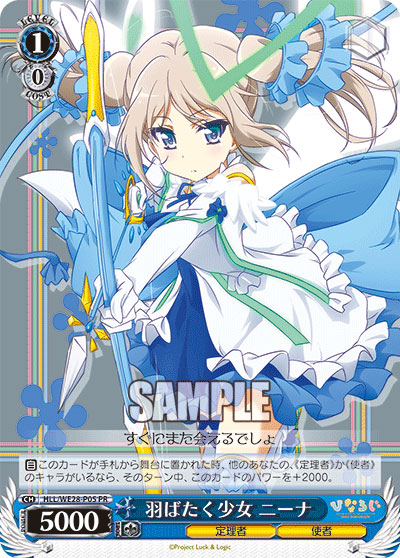 LEVEL
1
0
COST
SAMPLE
すぐにまた会えるでしょ
自このカードが手札から舞台に置かれた時、他のあなたの、《定理者》か《使者》
のキャラがいるなら、そのターン中、このカードのパワーを+2000。
CH HLL/WE28-P05 PR
5000
羽ばたく少女 ニーナ
ひなろじ
定理者 使者
©Project Luck & Logic